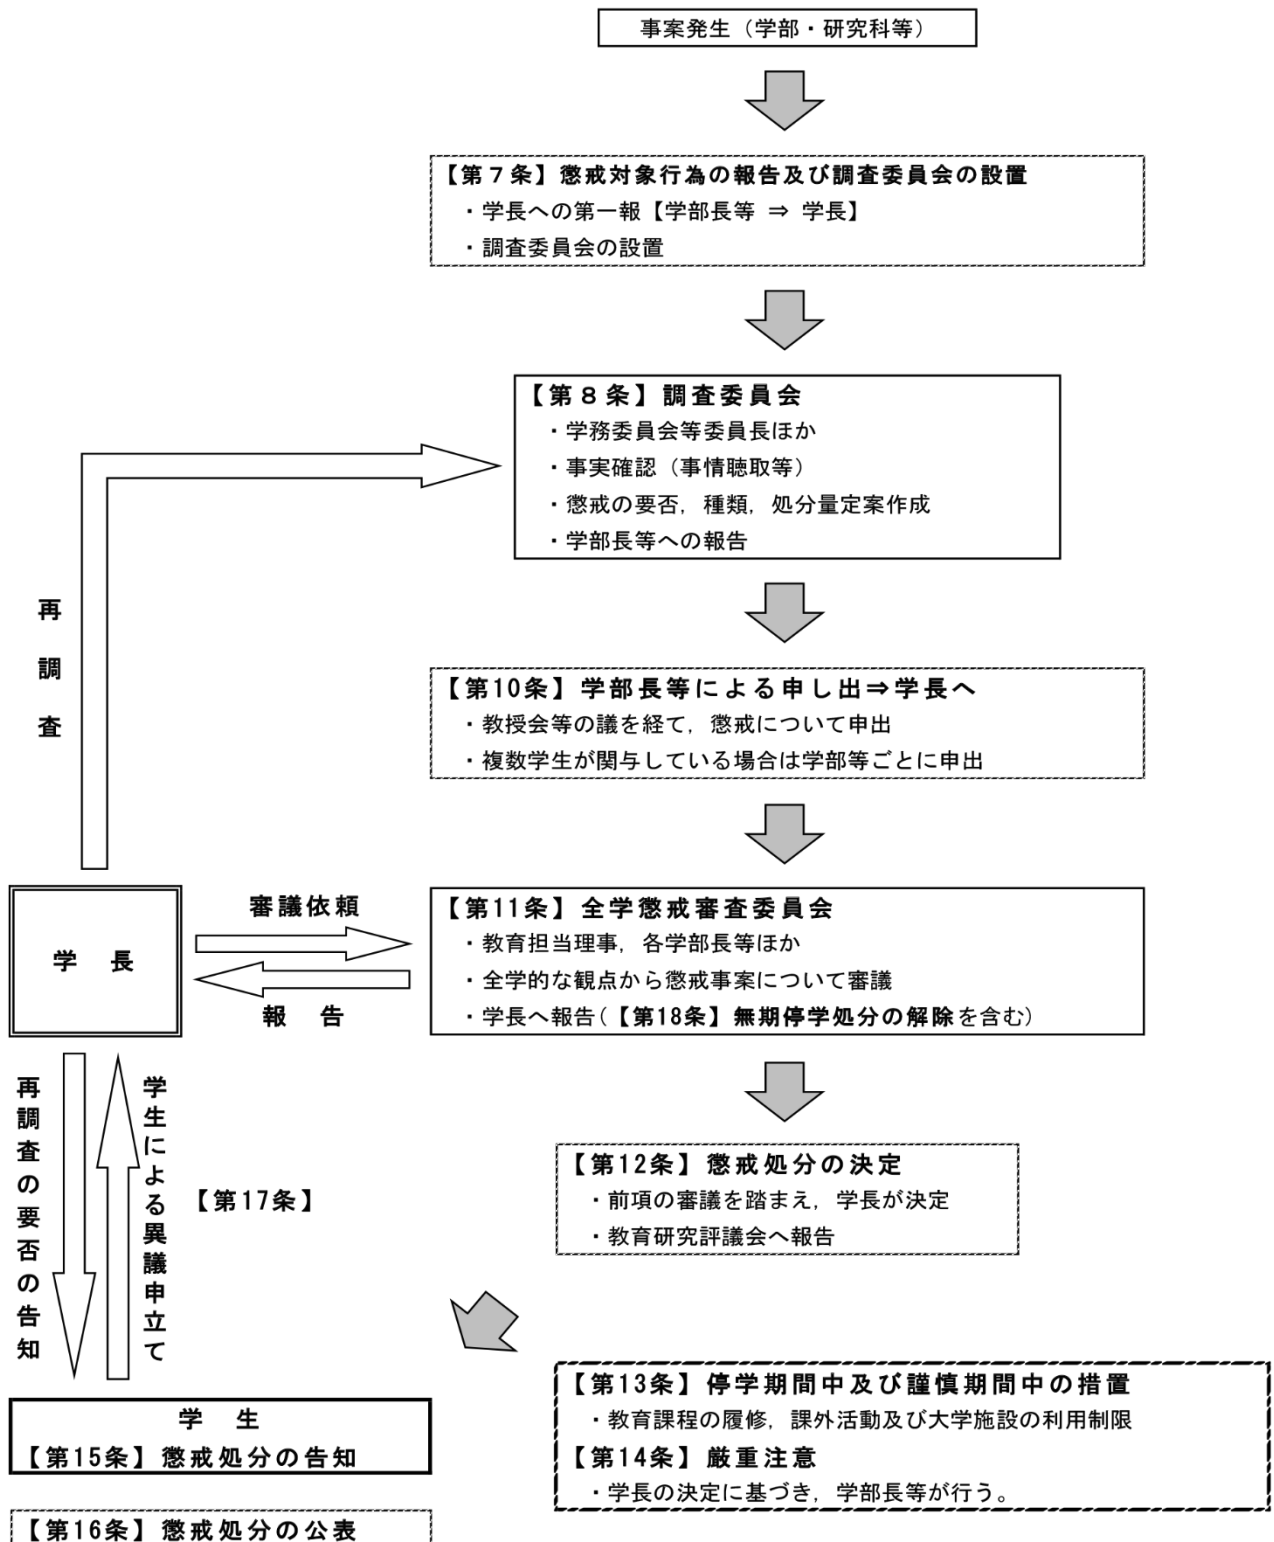 事案発生（学部・研究科等）
【第７条】懲戒対象行為の報告及び調査委員会の設置
・学長への第一報【学部長等 ⇒ 学長】
・調査委員会の設置
【第８条】調査委員会
・学務委員会等委員長ほか
・事実確認（事情聴取等）
・懲戒の要否，種類，処分量定案作成
・学部長等への報告
再調査
【第10条】学部長等による申し出⇒学長へ
・教授会等の議を経て，懲戒について申出
・複数学生が関与している場合は学部等ごとに申出
学　長
審議依頼
報　告
【第11条】全学懲戒審査委員会
・教育担当理事，各学部長等ほか
・全学的な観点から懲戒事案について審議
・学長へ報告(【第18条】無期停学処分の解除を含む)
再調査の要否の告知
学生による異議申立て
【第17条】
【第12条】懲戒処分の決定
・前項の審議を踏まえ，学長が決定
・教育研究評議会へ報告
【第13条】停学期間中及び謹慎期間中の措置
・教育課程の履修，課外活動及び大学施設の利用制限
【第14条】厳重注意
・学長の決定に基づき，学部長等が行う。
学　生
【第15条】懲戒処分の告知
【第16条】懲戒処分の公表